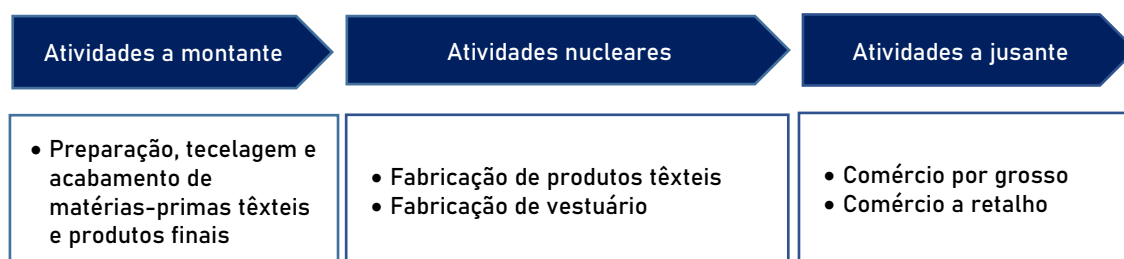 Atividades a montante
Atividades nucleares
Atividades a jusante
• Preparação, tecelagem e
acabamento de
matérias-primas têxteis
e produtos finais
• Fabricação de produtos têxteis
• Fabricação de vestuário
• Comércio por grosso
• Comércio a retalho